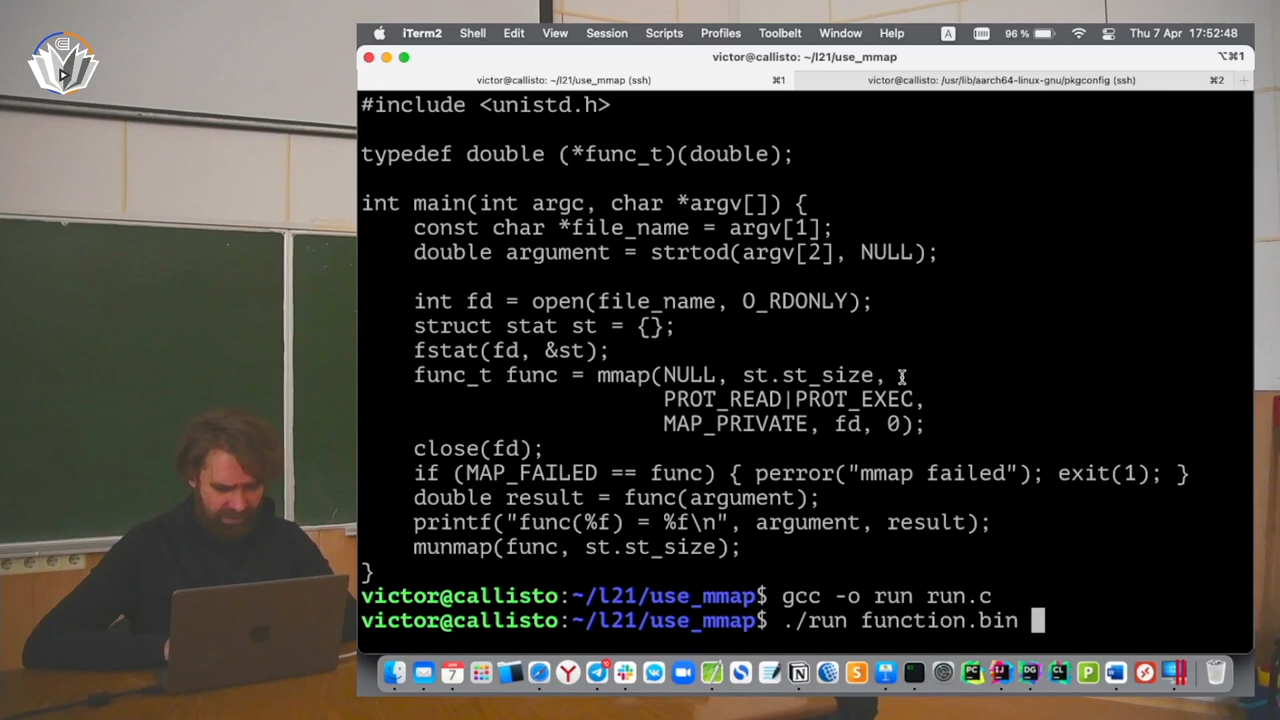 iTerm2 Shell Edit View Session Scripts Profiles Toolbelt Window Help A 96 % Thu 7 Apr 17:52:48
victor@callisto: ~/l21/use_mmap ⌥⌘1
victor@callisto: ~/l21/use_mmap (ssh) ⌘1 victor@callisto: /usr/lib/aarch64-linux-gnu/pkgconfig (ssh) ⌘2
#include <unistd.h>
typedef double (*func_t)(double);
int main(int argc, char *argv[]) {
    const char *file_name = argv[1];
    double argument = strtod(argv[2], NULL);
    int fd = open(file_name, O_RDONLY);
    struct stat st = {};
    fstat(fd, &st);
    func_t func = mmap(NULL, st.st_size,
                       PROT_READ|PROT_EXEC,
                       MAP_PRIVATE, fd, 0);
    close(fd);
    if (MAP_FAILED == func) { perror("mmap failed"); exit(1); }
    double result = func(argument);
    printf("func(%f) = %f\n", argument, result);
    munmap(func, st.st_size);
}
victor@callisto:~/l21/use_mmap$ gcc -o run run.c
victor@callisto:~/l21/use_mmap$ ./run function.bin